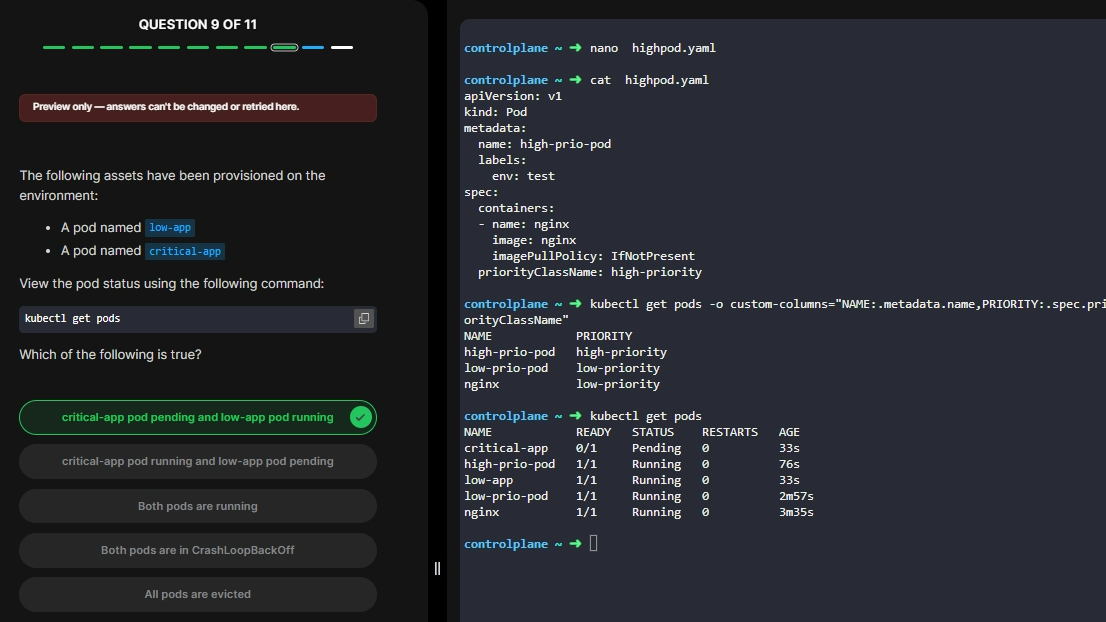 QUESTION 9 OF 11
Preview only — answers can't be changed or retried here.
The following assets have been provisioned on the
environment:
• A pod named low-app
• A pod named critical-app
View the pod status using the following command:
kubectl get pods
Which of the following is true?
critical-app pod pending and low-app pod running
critical-app pod running and low-app pod pending
Both pods are running
Both pods are in CrashLoopBackOff
All pods are evicted
controlplane ~ ➜ nano  highpod.yaml
controlplane ~ ➜ cat  highpod.yaml
apiVersion: v1
kind: Pod
metadata:
  name: high-prio-pod
  labels:
    env: test
spec:
  containers:
  - name: nginx
    image: nginx
    imagePullPolicy: IfNotPresent
  priorityClassName: high-priority
controlplane ~ ➜ kubectl get pods -o custom-columns="NAME:.metadata.name,PRIORITY:.spec.pri
orityClassName"
NAME            PRIORITY
high-prio-pod   high-priority
low-prio-pod    low-priority
nginx           low-priority
controlplane ~ ➜ kubectl get pods
NAME            READY   STATUS    RESTARTS   AGE
critical-app    0/1     Pending   0          33s
high-prio-pod   1/1     Running   0          76s
low-app         1/1     Running   0          33s
low-prio-pod    1/1     Running   0          2m57s
nginx           1/1     Running   0          3m35s
controlplane ~ ➜